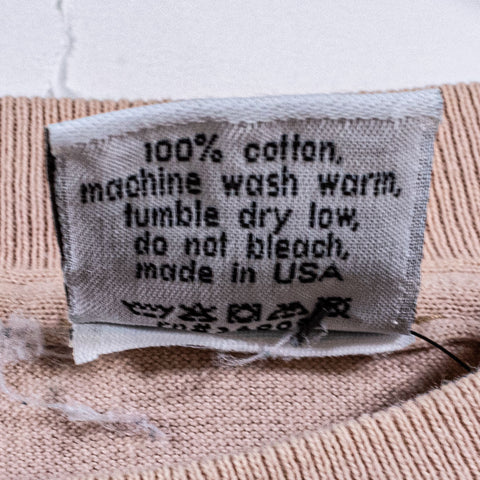 100% cotton,
machine wash warm,
tumble dry low,
do not bleach,
made in USA